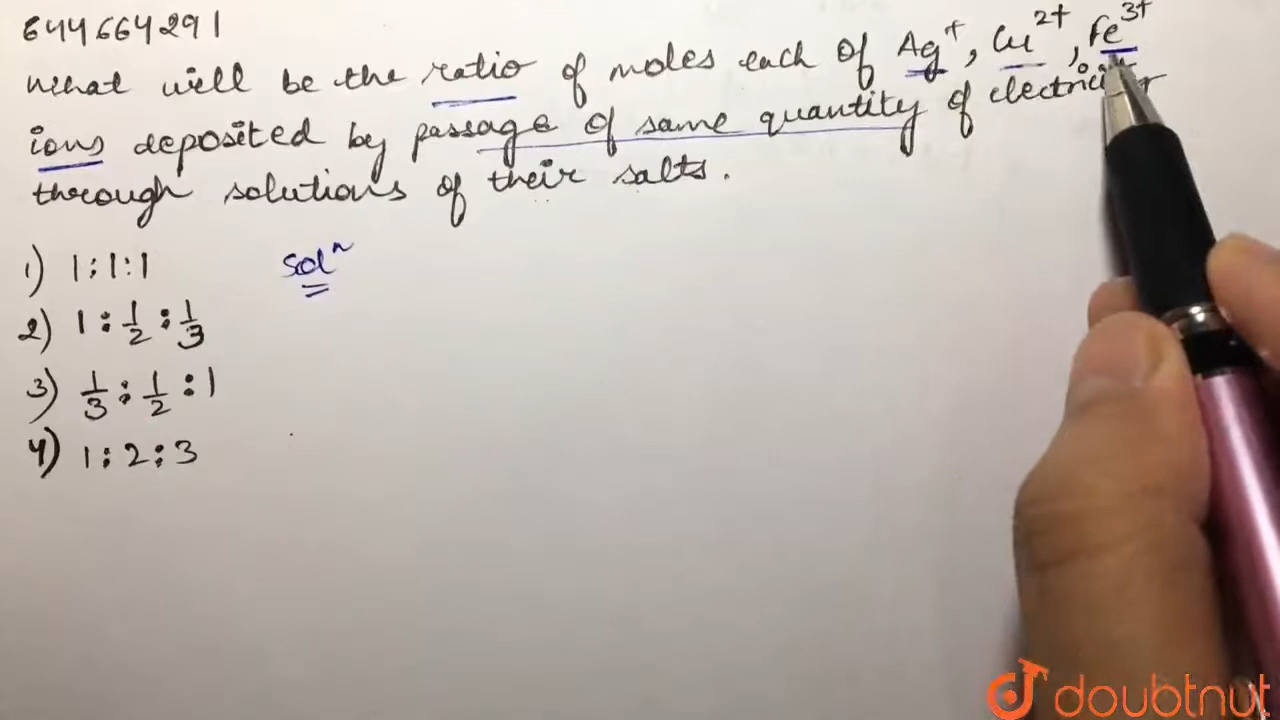 644664291
What will be the ratio of moles each of Ag⁺, Cu²⁺, Fe³⁺
ions deposited by passage of same quantity of electricity
through solutions of their salts.
1) 1:1:1
Solⁿ
2) 1 : 1/2 : 1/3
3) 1/3 : 1/2 : 1
4) 1 : 2 : 3
doubtnut